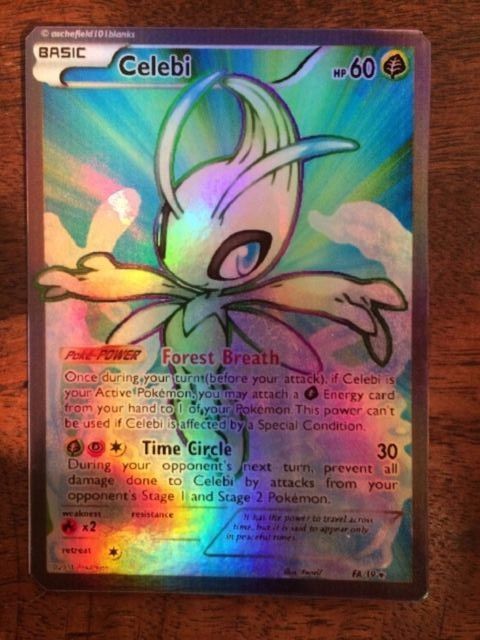 © aschefield101blanks
BASIC
Celebi
HP 60
Poké-POWER Forest Breath
Once during your turn (before your attack), if Celebi is
your Active Pokémon, you may attach a Energy card
from your hand to 1 of your Pokémon. This power can't
be used if Celebi is affected by a Special Condition.
Time Circle 30
During your opponent's next turn, prevent all
damage done to Celebi by attacks from your
opponent's Stage 1 and Stage 2 Pokémon.
weakness resistance
x2
It has the power to travel across
time, but it is said to appear only
in peaceful times.
retreat
FA 19